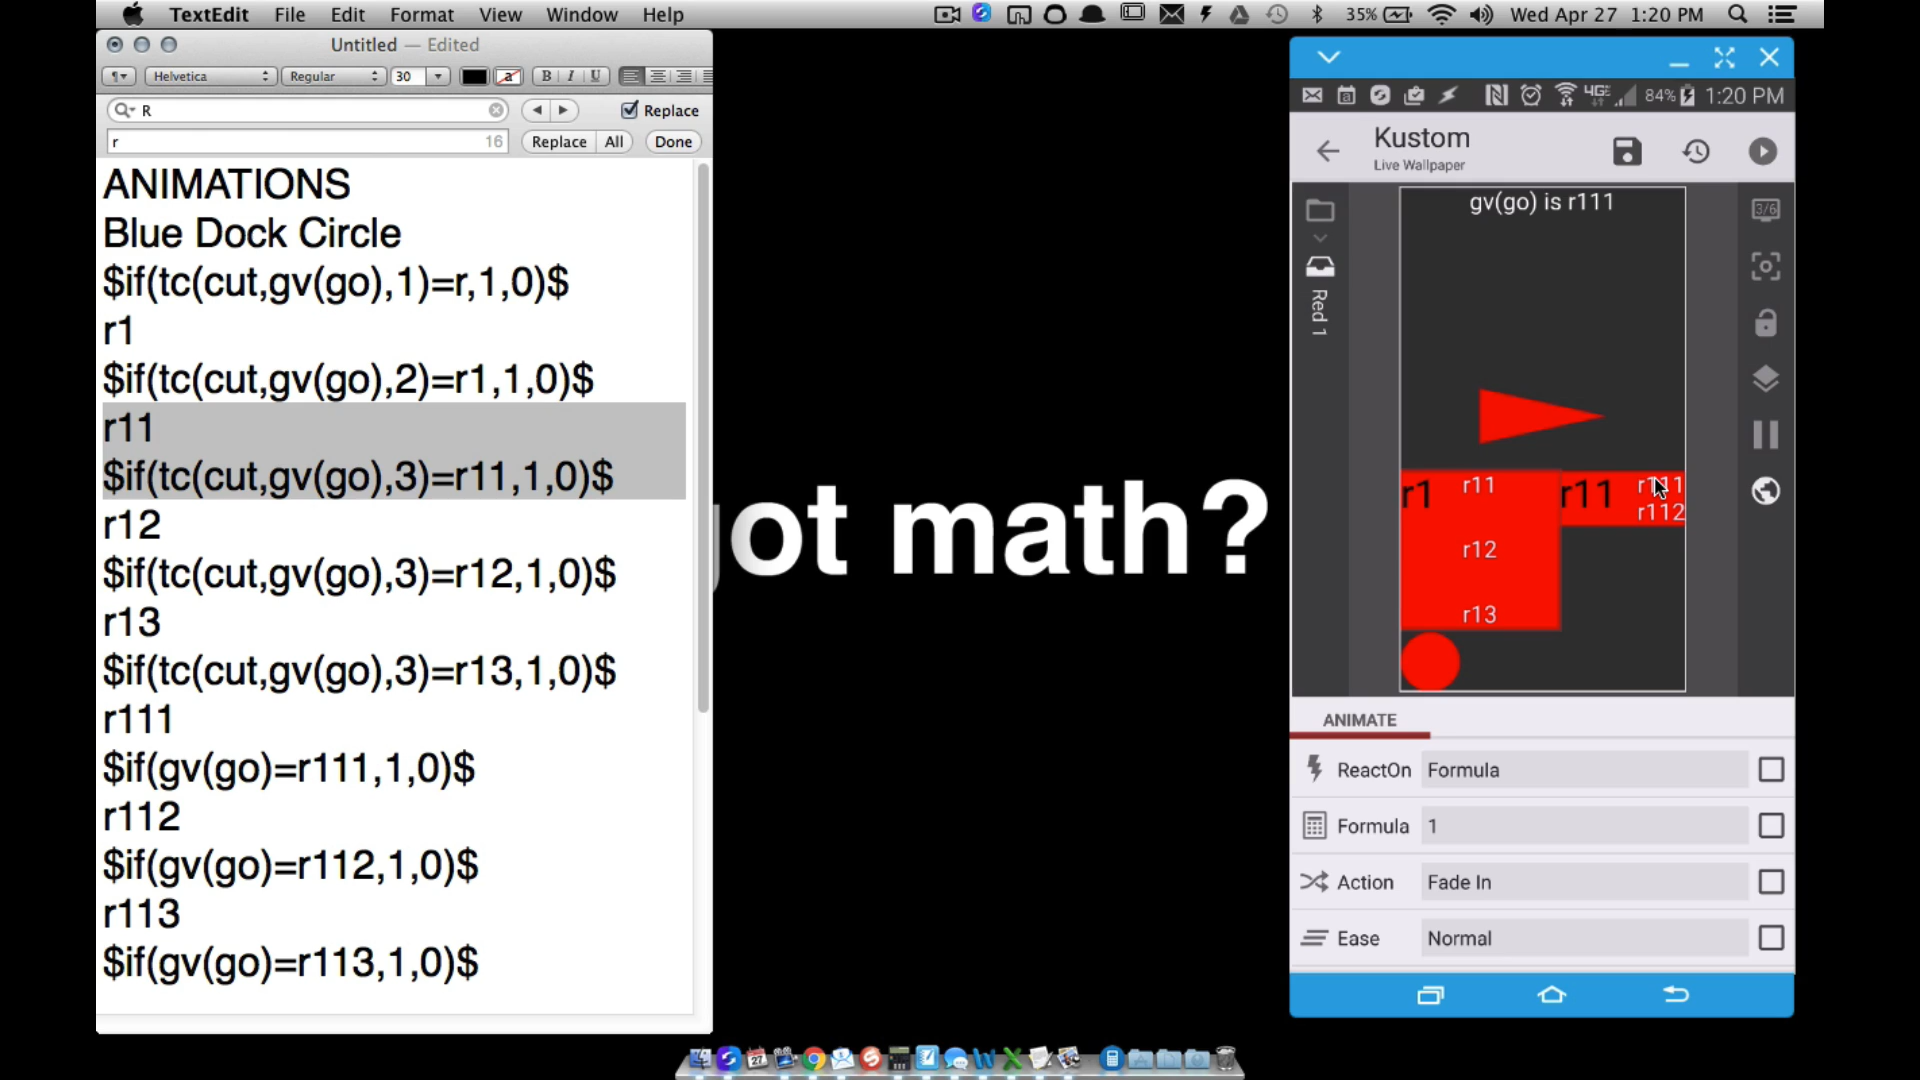 TextEdit File Edit Format View Window Help
35% Wed Apr 27 1:20 PM
Untitled — Edited
Helvetica Regular 30 a B I U
R Replace
r 16 Replace All Done
ANIMATIONS
Blue Dock Circle
$if(tc(cut,gv(go),1)=r,1,0)$
r1
$if(tc(cut,gv(go),2)=r1,1,0)$
r11
$if(tc(cut,gv(go),3)=r11,1,0)$
r12
$if(tc(cut,gv(go),3)=r12,1,0)$
r13
$if(tc(cut,gv(go),3)=r13,1,0)$
r111
$if(gv(go)=r111,1,0)$
r112
$if(gv(go)=r112,1,0)$
r113
$if(gv(go)=r113,1,0)$
got math?
4GE 84% 1:20 PM
Kustom
Live Wallpaper
3/6
Red 1
gv(go) is r111
r1 r11 r11 r111
r112
r12
r13
ANIMATE
ReactOn Formula
Formula 1
Action Fade In
Ease Normal